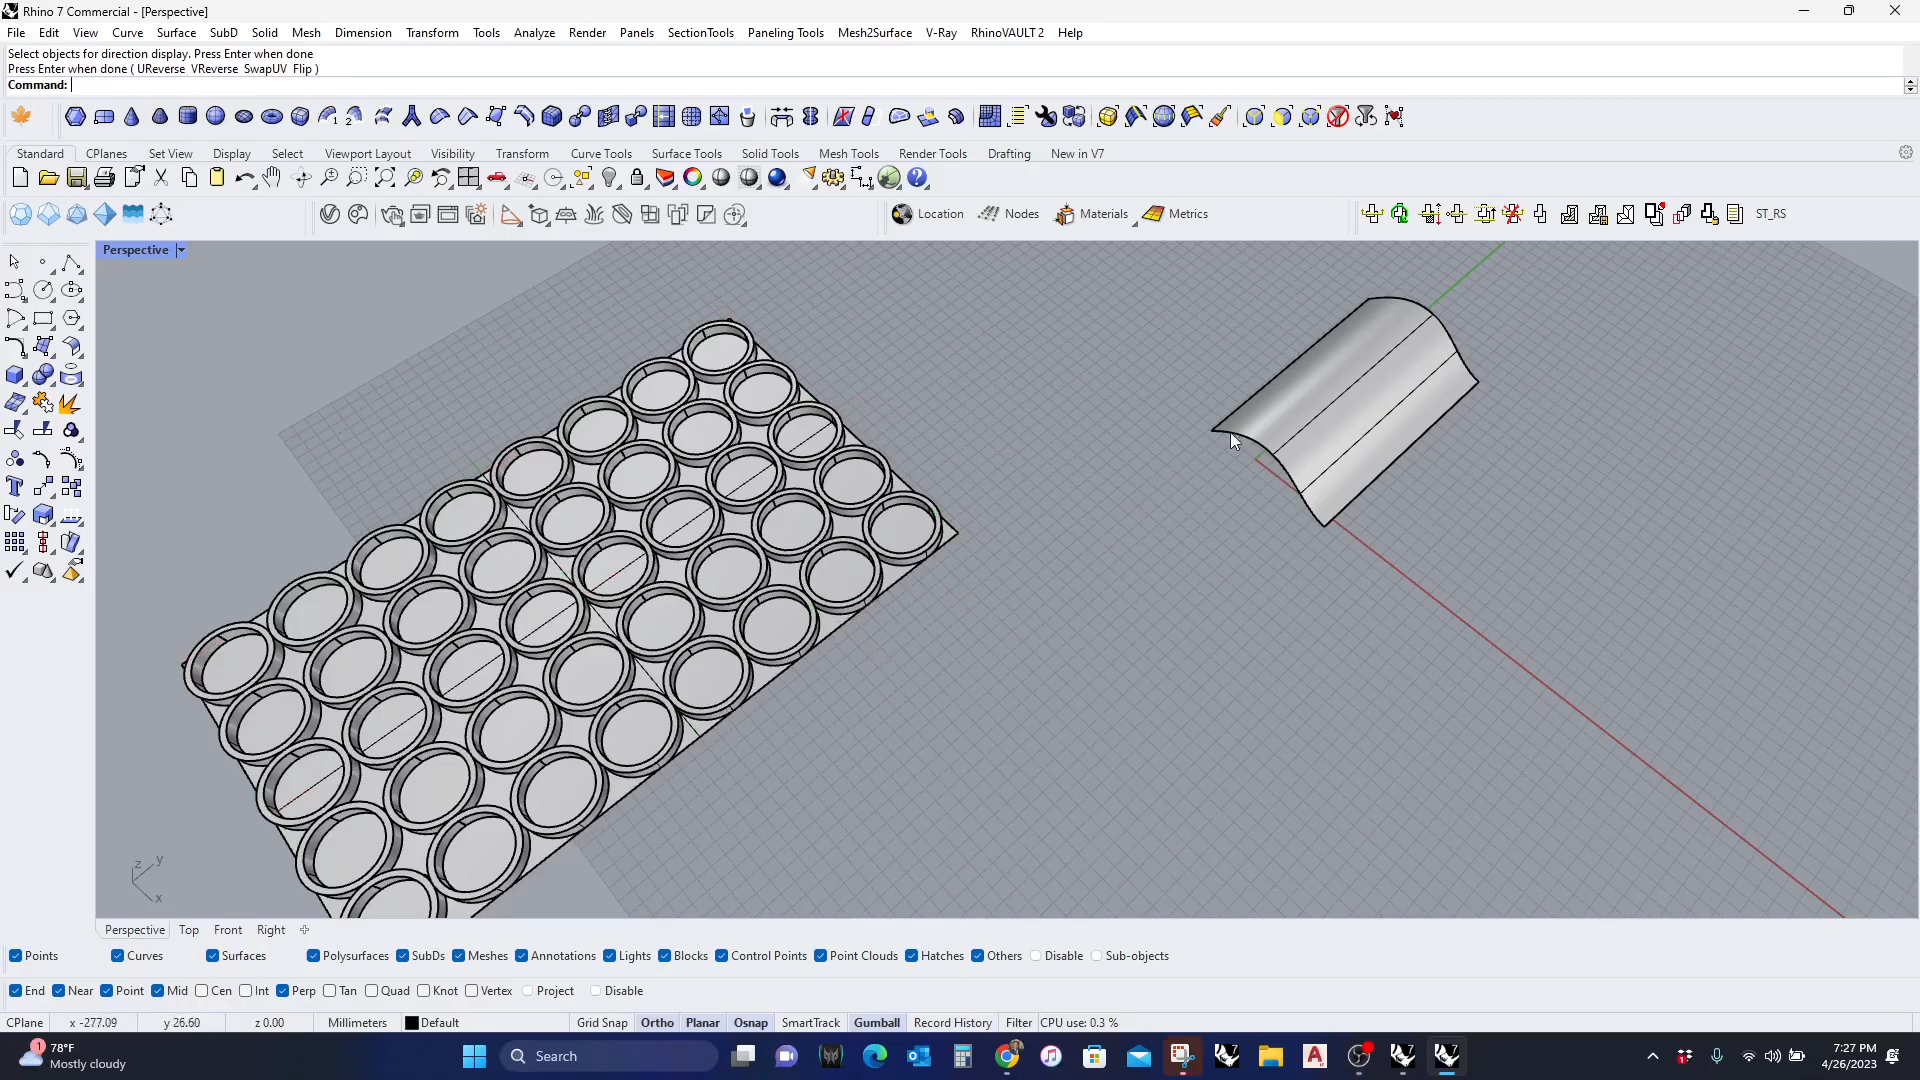 Rhino 7 Commercial - [Perspective]
File Edit View Curve Surface SubD Solid Mesh Dimension Transform Tools Analyze Render Panels SectionTools Paneling Tools Mesh2Surface V-Ray RhinoVAULT 2 Help
Select objects for direction display. Press Enter when done
Press Enter when done ( UReverse VReverse SwapUV Flip )
Command:
Standard CPlanes Set View Display Select Viewport Layout Visibility Transform Curve Tools Surface Tools Solid Tools Mesh Tools Render Tools Drafting New in V7
Location Nodes Materials Metrics ST_RS
Perspective
z y
x
Perspective Top Front Right
Points Curves Surfaces Polysurfaces SubDs Meshes Annotations Lights Blocks Control Points Point Clouds Hatches Others Disable Sub-objects
End Near Point Mid Cen Int Perp Tan Quad Knot Vertex Project Disable
CPlane x -277.09 y 26.60 z 0.00 Millimeters Default Grid Snap Ortho Planar Osnap SmartTrack Gumball Record History Filter CPU use: 0.3 %
1 78°F
Mostly cloudy
Search
7:27 PM
4/26/2023